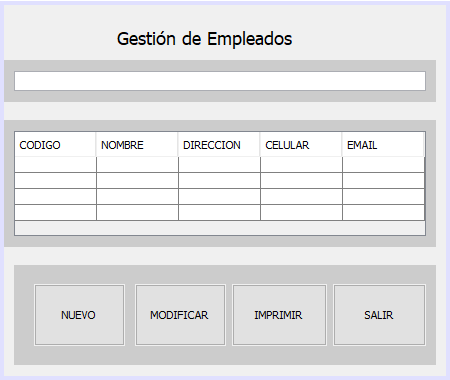 Gestión de Empleados
CODIGO NOMBRE DIRECCION CELULAR EMAIL
NUEVO MODIFICAR IMPRIMIR SALIR